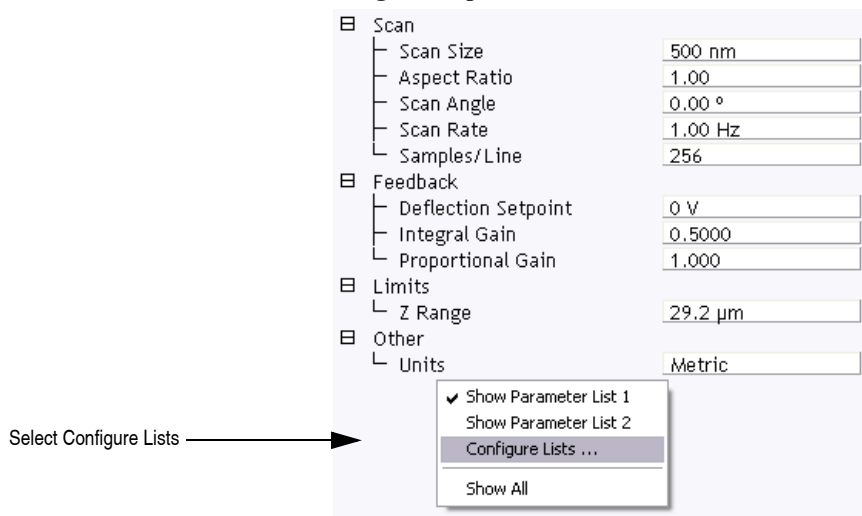 Scan
Scan Size 500 nm
Aspect Ratio 1.00
Scan Angle 0.00 º
Scan Rate 1.00 Hz
Samples/Line 256
Feedback
Deflection Setpoint 0 V
Integral Gain 0.5000
Proportional Gain 1.000
Limits
Z Range 29.2 µm
Other
Units Metric
Show Parameter List 1
Show Parameter List 2
Select Configure Lists Configure Lists ...
Show All